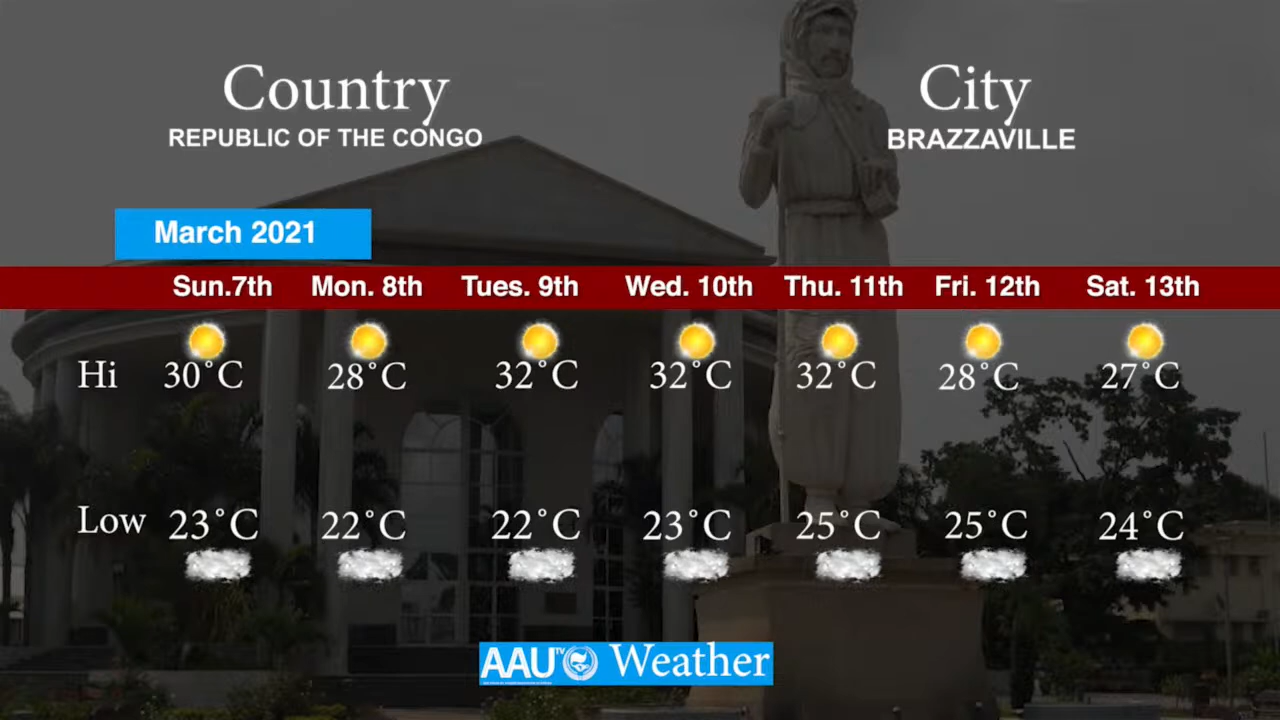 Country
REPUBLIC OF THE CONGO
City
BRAZZAVILLE
March 2021
Sun.7th Mon. 8th Tues. 9th Wed. 10th Thu. 11th Fri. 12th Sat. 13th
Hi 30°C 28°C 32°C 32°C 32°C 28°C 27°C
Low 23°C 22°C 22°C 23°C 25°C 25°C 24°C
AAU TV Weather